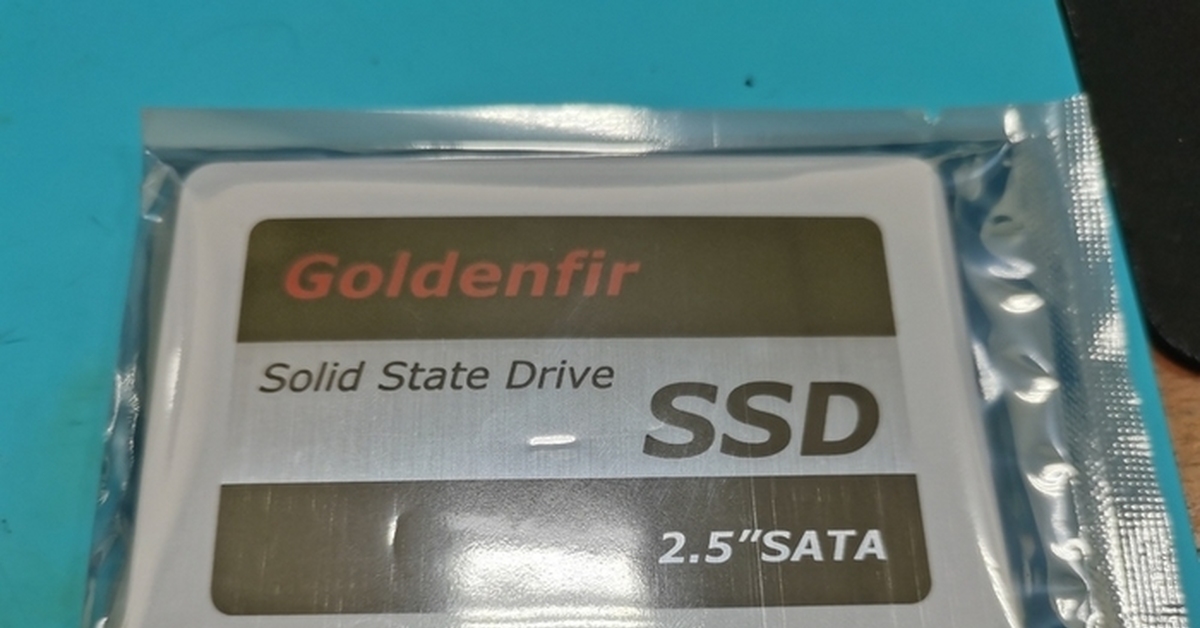 Goldenfir
Solid State Drive
SSD
2.5"SATA